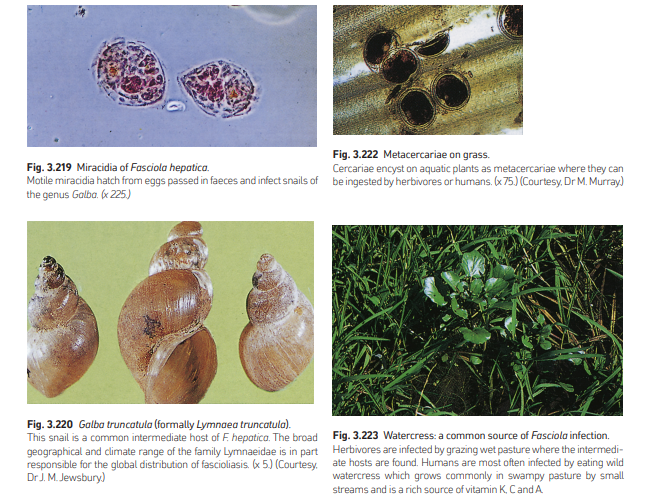 Fig. 3.219 Miracidia of Fasciola hepatica.
Motile miracidia hatch from eggs passed in faeces and infect snails of
the genus Galba. (x 225.)
Fig. 3.220 Galba truncatula (formally Lymnaea truncatula).
This snail is a common intermediate host of F. hepatica. The broad
geographical and climate range of the family Lymnaeidae is in part
responsible for the global distribution of fascioliasis. (x 5.) (Courtesy,
Dr J. M. Jewsbury.)
Fig. 3.222 Metacercariae on grass.
Cercariae encyst on aquatic plants as metacercariae where they can
be ingested by herbivores or humans. (x 75.) (Courtesy, Dr M. Murray.)
Fig. 3.223 Watercress: a common source of Fasciola infection.
Herbivores are infected by grazing wet pasture where the intermedi-
ate hosts are found. Humans are most often infected by eating wild
watercress which grows commonly in swampy pasture by small
streams and is a rich source of vitamin K, C and A.